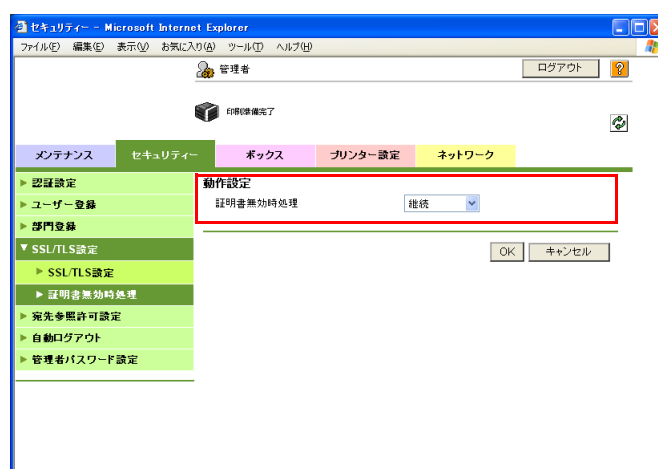 セキュリティー - Microsoft Internet Explorer
ファイル(F) 編集(E) 表示(V) お気に入り(A) ツール(T) ヘルプ(H)
管理者 ログアウト ?
印刷準備完了
メンテナンス セキュリティー ボックス プリンター設定 ネットワーク
認証設定
ユーザー登録
部門登録
SSL/TLS設定
SSL/TLS設定
証明書無効時処理
宛先参照許可設定
自動ログアウト
管理者パスワード設定
動作設定
証明書無効時処理 継続
OK キャンセル